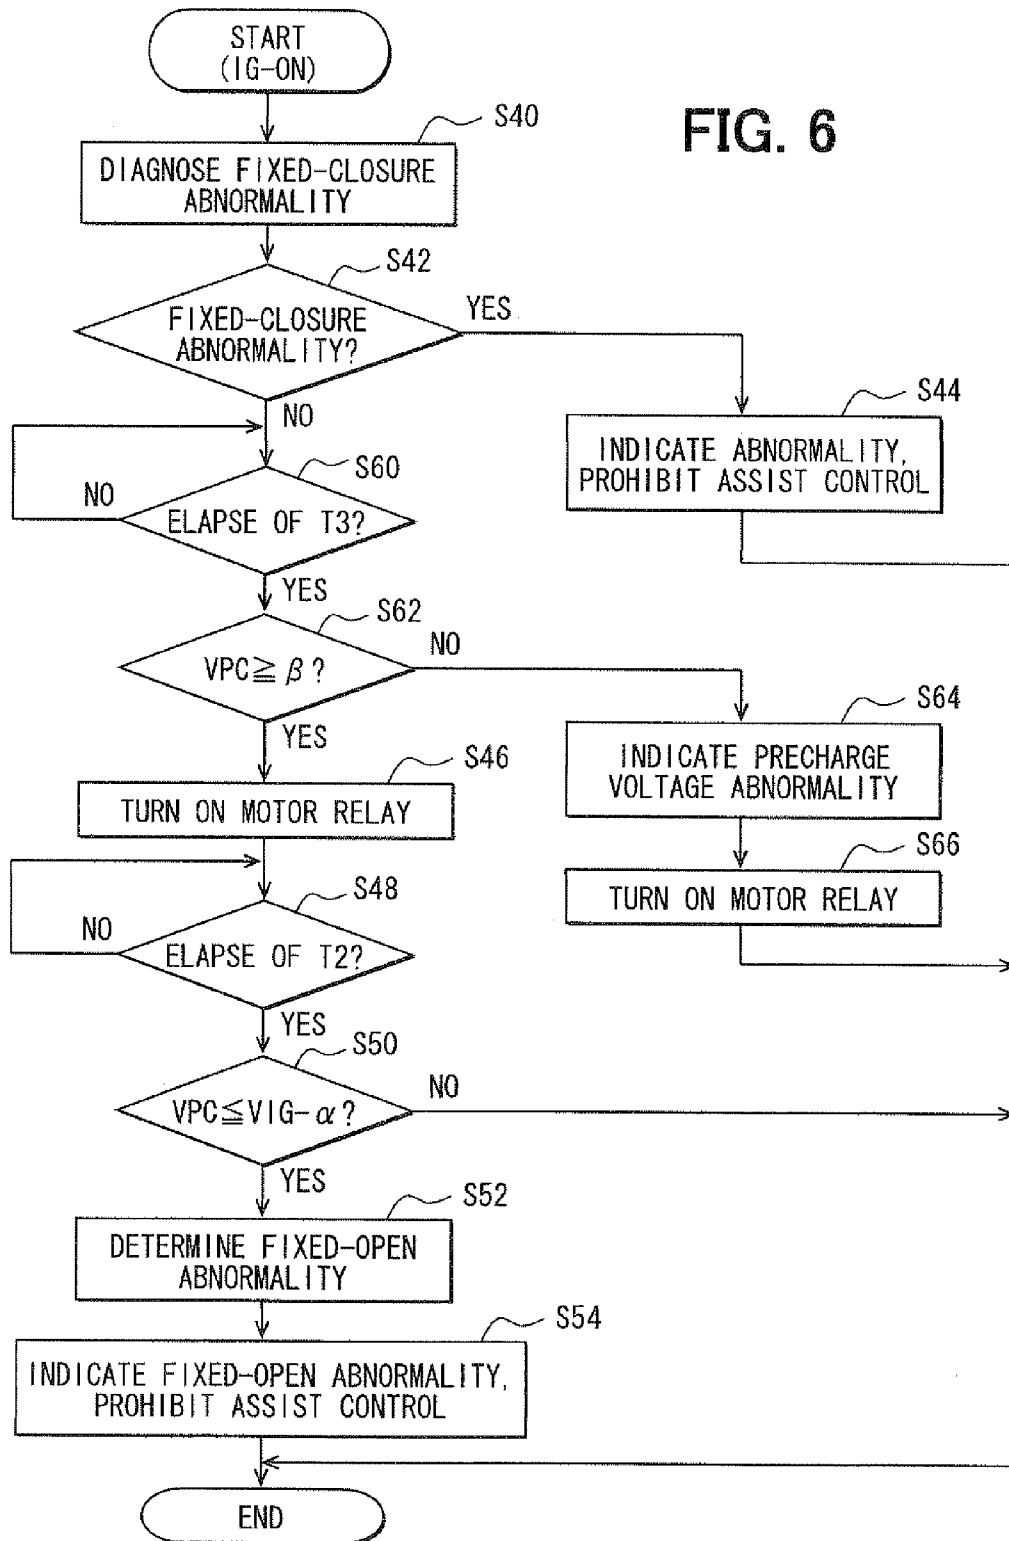 START
(IG-ON)
FIG. 6
S40
DIAGNOSE FIXED-CLOSURE
ABNORMALITY
S42
FIXED-CLOSURE
ABNORMALITY?
YES
NO
S44
INDICATE ABNORMALITY,
PROHIBIT ASSIST CONTROL
S60
NO
ELAPSE OF T3?
YES
S62
NO
VPC≧β?
YES
S64
INDICATE PRECHARGE
VOLTAGE ABNORMALITY
S46
TURN ON MOTOR RELAY
S66
TURN ON MOTOR RELAY
S48
NO
ELAPSE OF T2?
YES
S50
NO
VPC≦VIG-α?
YES
S52
DETERMINE FIXED-OPEN
ABNORMALITY
S54
INDICATE FIXED-OPEN ABNORMALITY,
PROHIBIT ASSIST CONTROL
END